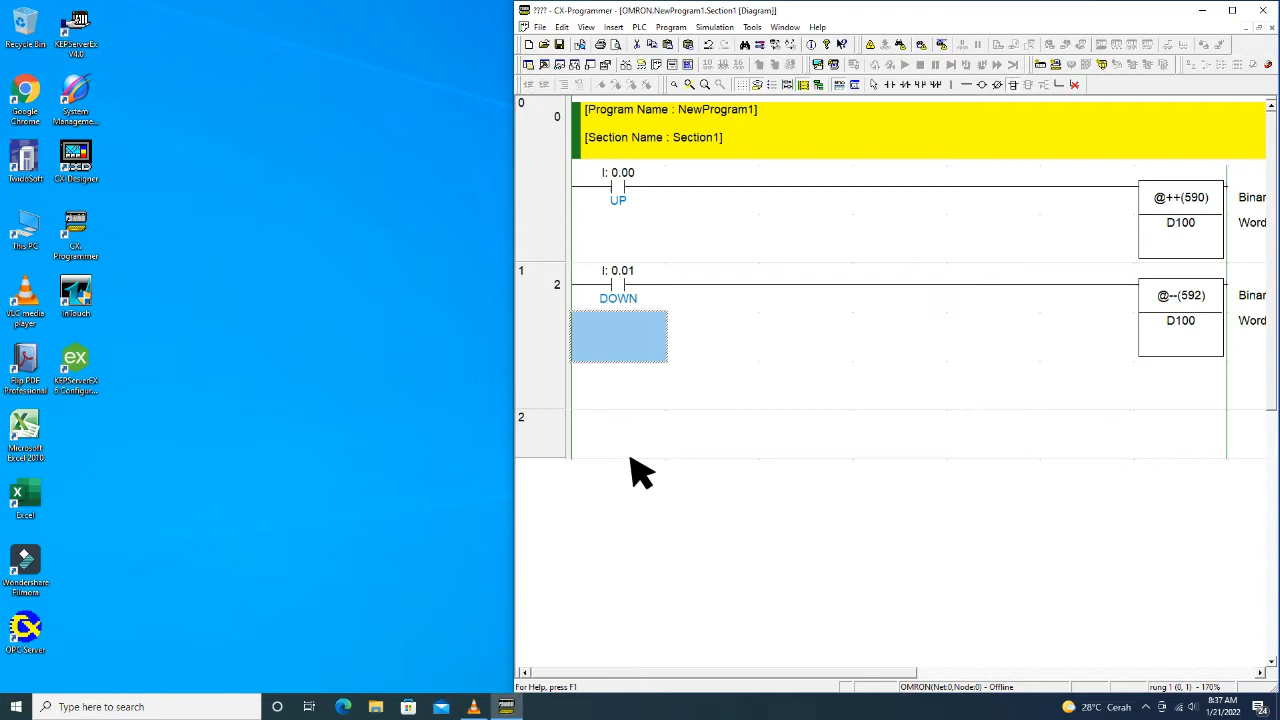 Recycle Bin
KEPServerEx V4.0
Google Chrome
System Manageme...
TwidoSoft
CX-Designer
This PC
CX Programmer
VLC media player
InTouch
Flip PDF Professional
KEPServerEX 6 Configur...
Microsoft Excel 2010
Excel
Wondershare Filmora
OPC Server
???? - CX-Programmer - [OMRON.NewProgram1.Section1 [Diagram]]
File Edit View Insert PLC Program Simulation Tools Window Help
0
0
[Program Name : NewProgram1]
[Section Name : Section1]
I: 0.00
UP
@++(590)
D100
Binar
Word
1
2
I: 0.01
DOWN
@--(592)
D100
Binar
Word
2
For Help, press F1
OMRON(Net:0,Node:0) - Offline
rung 1 (0, 1) - 170%
Type here to search
28°C Cerah
8:37 AM
1/21/2022
24